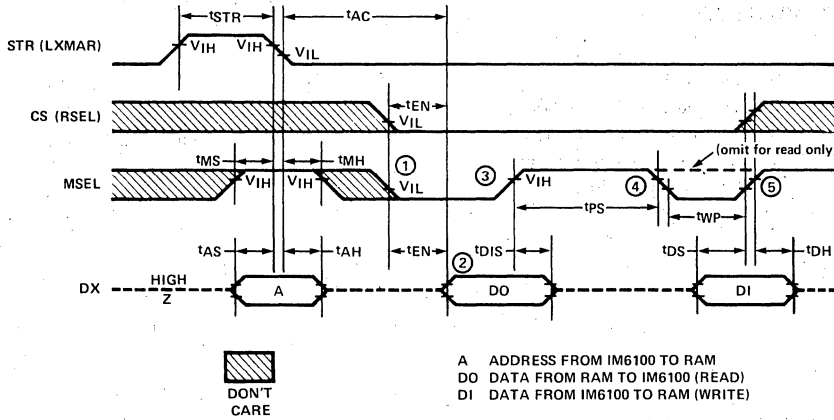 tSTR
tAC
STR (LXMAR)
VIH
VIH
VIL
CS (RSEL)
tEN
VIL
(omit for read only
tMS
tMH
①
MSEL
VIH
VIH
VIL
③
VIH
④
⑤
tPS
tWP
tAS
tAH
tEN
②
tDIS
tDS
tDH
DX
HIGH
Z
A
DO
DI
DON'T
CARE
A ADDRESS FROM IM6100 TO RAM
DO DATA FROM RAM TO IM6100 (READ)
DI DATA FROM IM6100 TO RAM (WRITE)